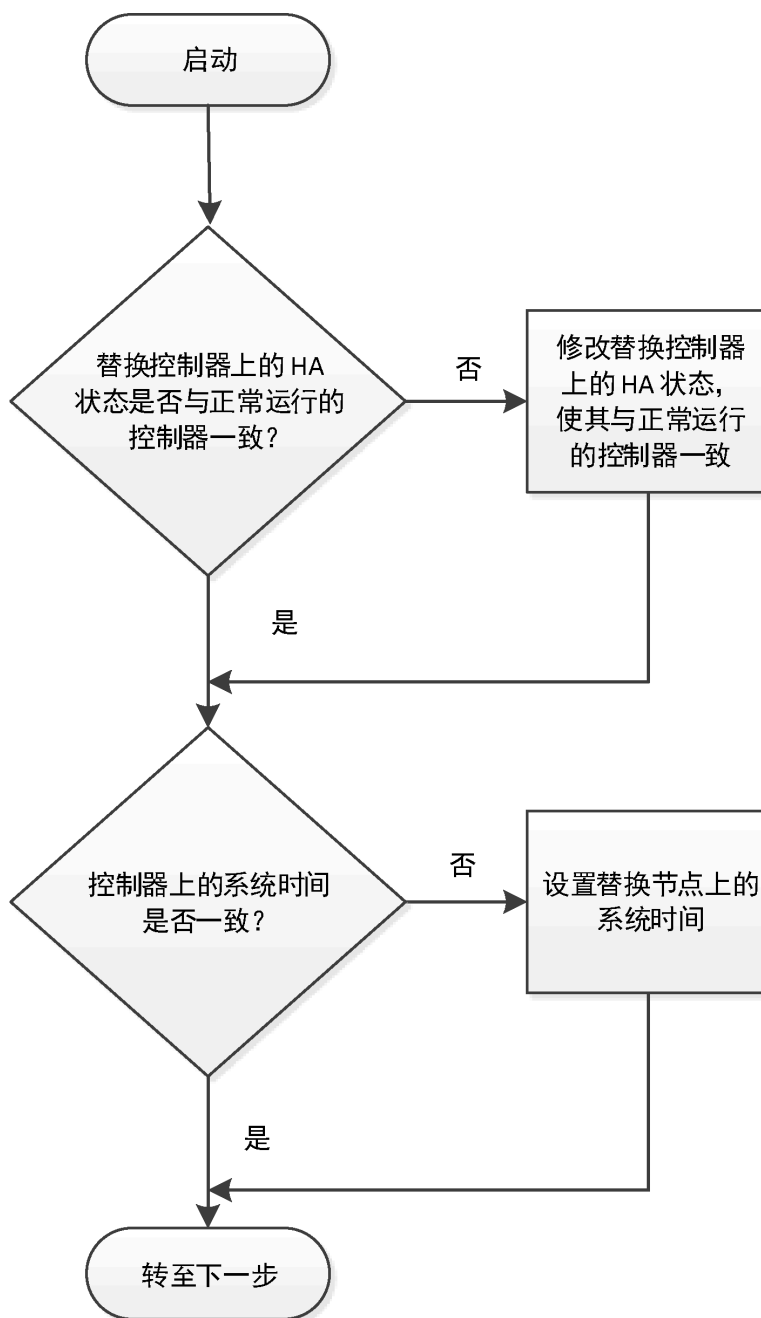 启动
替换控制器上的 HA
状态是否与正常运行的
控制器一致？
否
修改替换控制器
上的 HA 状态，
使其与正常运行
的控制器一致
是
控制器上的系统时间
是否一致？
否
设置替换节点上的
系统时间
是
转至下一步